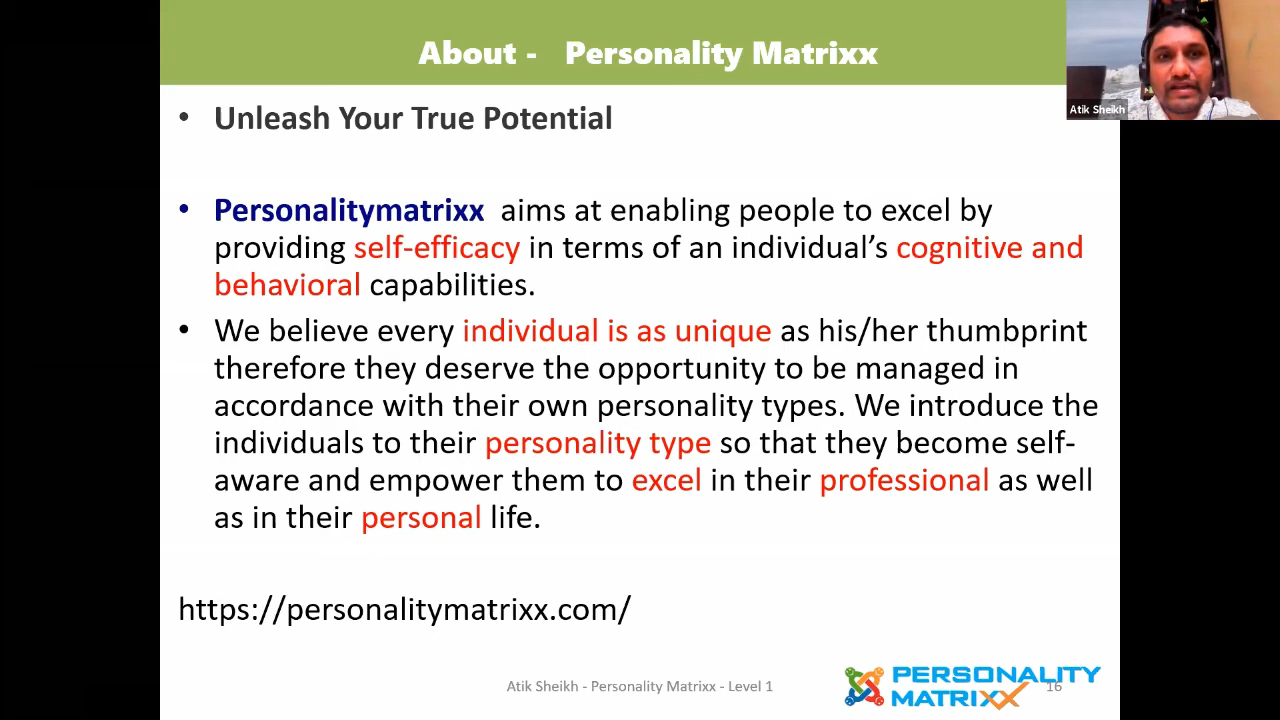 About - Personality Matrixx
Atik Sheikh
• Unleash Your True Potential
• Personalitymatrixx aims at enabling people to excel by
providing self-efficacy in terms of an individual’s cognitive and
behavioral capabilities.
• We believe every individual is as unique as his/her thumbprint
therefore they deserve the opportunity to be managed in
accordance with their own personality types. We introduce the
individuals to their personality type so that they become self-
aware and empower them to excel in their professional as well
as in their personal life.
https://personalitymatrixx.com/
Atik Sheikh - Personality Matrixx - Level 1
16
PERSONALITY
MATRIXX